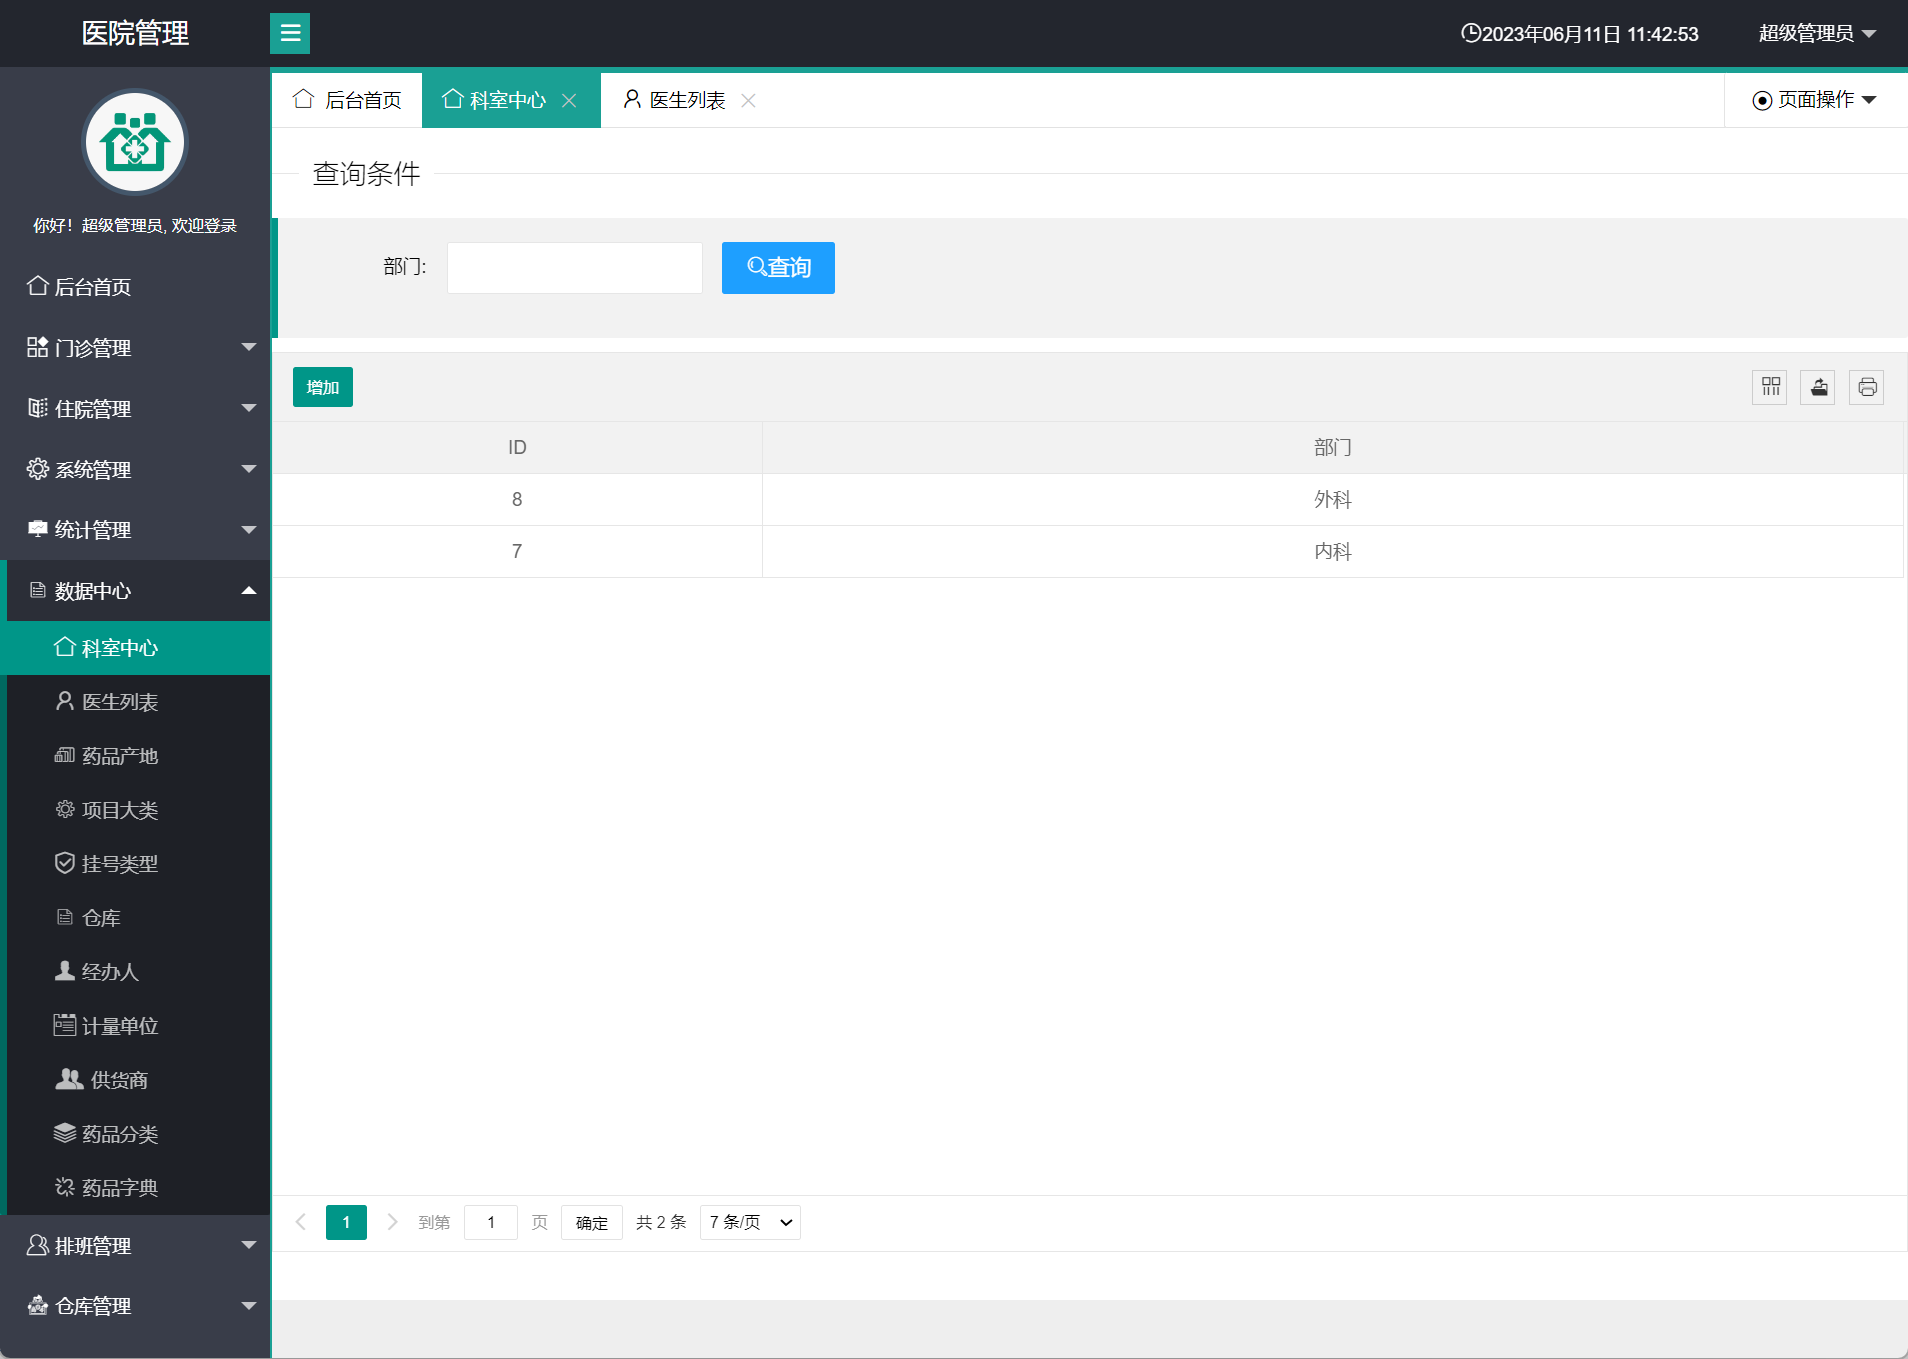 医院管理
2023年06月11日 11:42:53
超级管理员
你好！超级管理员, 欢迎登录
后台首页
门诊管理
住院管理
系统管理
统计管理
数据中心
科室中心
医生列表
药品产地
项目大类
挂号类型
仓库
经办人
计量单位
供货商
药品分类
药品字典
排班管理
仓库管理
后台首页
科室中心
医生列表
页面操作
查询条件
部门:
查询
增加
ID 部门
8 外科
7 内科
1 到第 1 页 确定 共 2 条 7 条/页